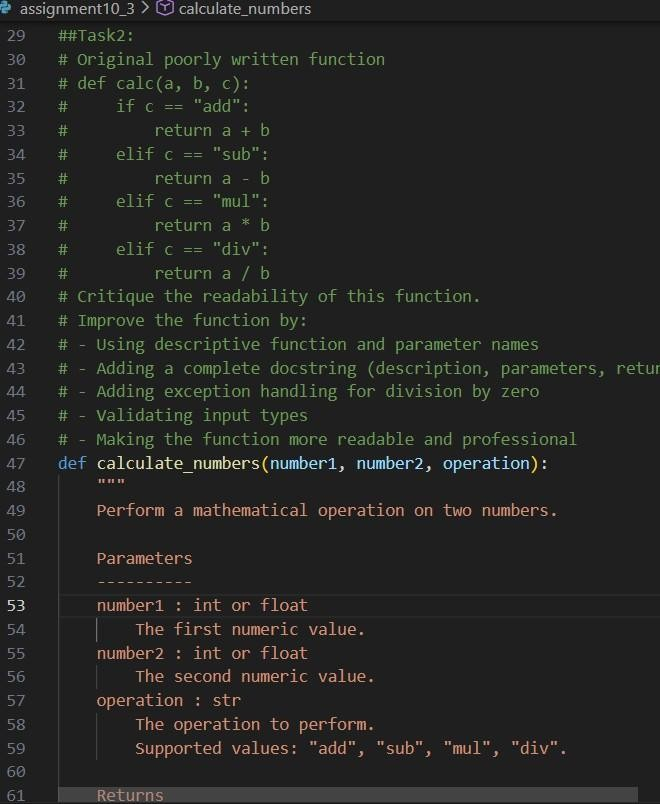 assignment10_3 > calculate_numbers
29 ##Task2:
30 # Original poorly written function
31 # def calc(a, b, c):
32 #     if c == "add":
33 #         return a + b
34 #     elif c == "sub":
35 #         return a - b
36 #     elif c == "mul":
37 #         return a * b
38 #     elif c == "div":
39 #         return a / b
40 # Critique the readability of this function.
41 # Improve the function by:
42 # - Using descriptive function and parameter names
43 # - Adding a complete docstring (description, parameters, retur
44 # - Adding exception handling for division by zero
45 # - Validating input types
46 # - Making the function more readable and professional
47 def calculate_numbers(number1, number2, operation):
48     """
49     Perform a mathematical operation on two numbers.
50
51     Parameters
52     ----------
53     number1 : int or float
54         The first numeric value.
55     number2 : int or float
56         The second numeric value.
57     operation : str
58         The operation to perform.
59         Supported values: "add", "sub", "mul", "div".
60
61     Returns